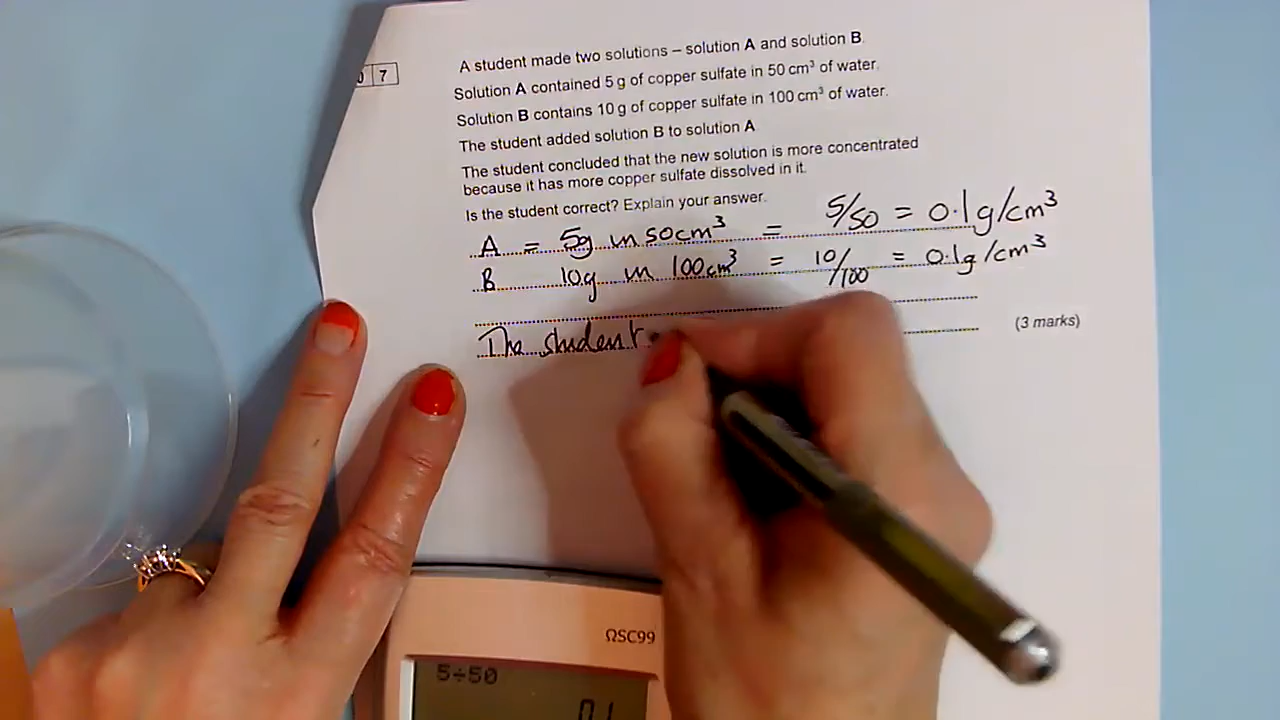 0 7
A student made two solutions – solution A and solution B.
Solution A contained 5 g of copper sulfate in 50 cm³ of water.
Solution B contains 10 g of copper sulfate in 100 cm³ of water.
The student added solution B to solution A
The student concluded that the new solution is more concentrated
because it has more copper sulfate dissolved in it.
Is the student correct? Explain your answer.
A = 5g in 50cm³ = 5/50 = 0.1g/cm³
B 10g in 100cm³ = 10/100 = 0.1g/cm³
(3 marks)
The student
ΩSC99
5÷50
0.1